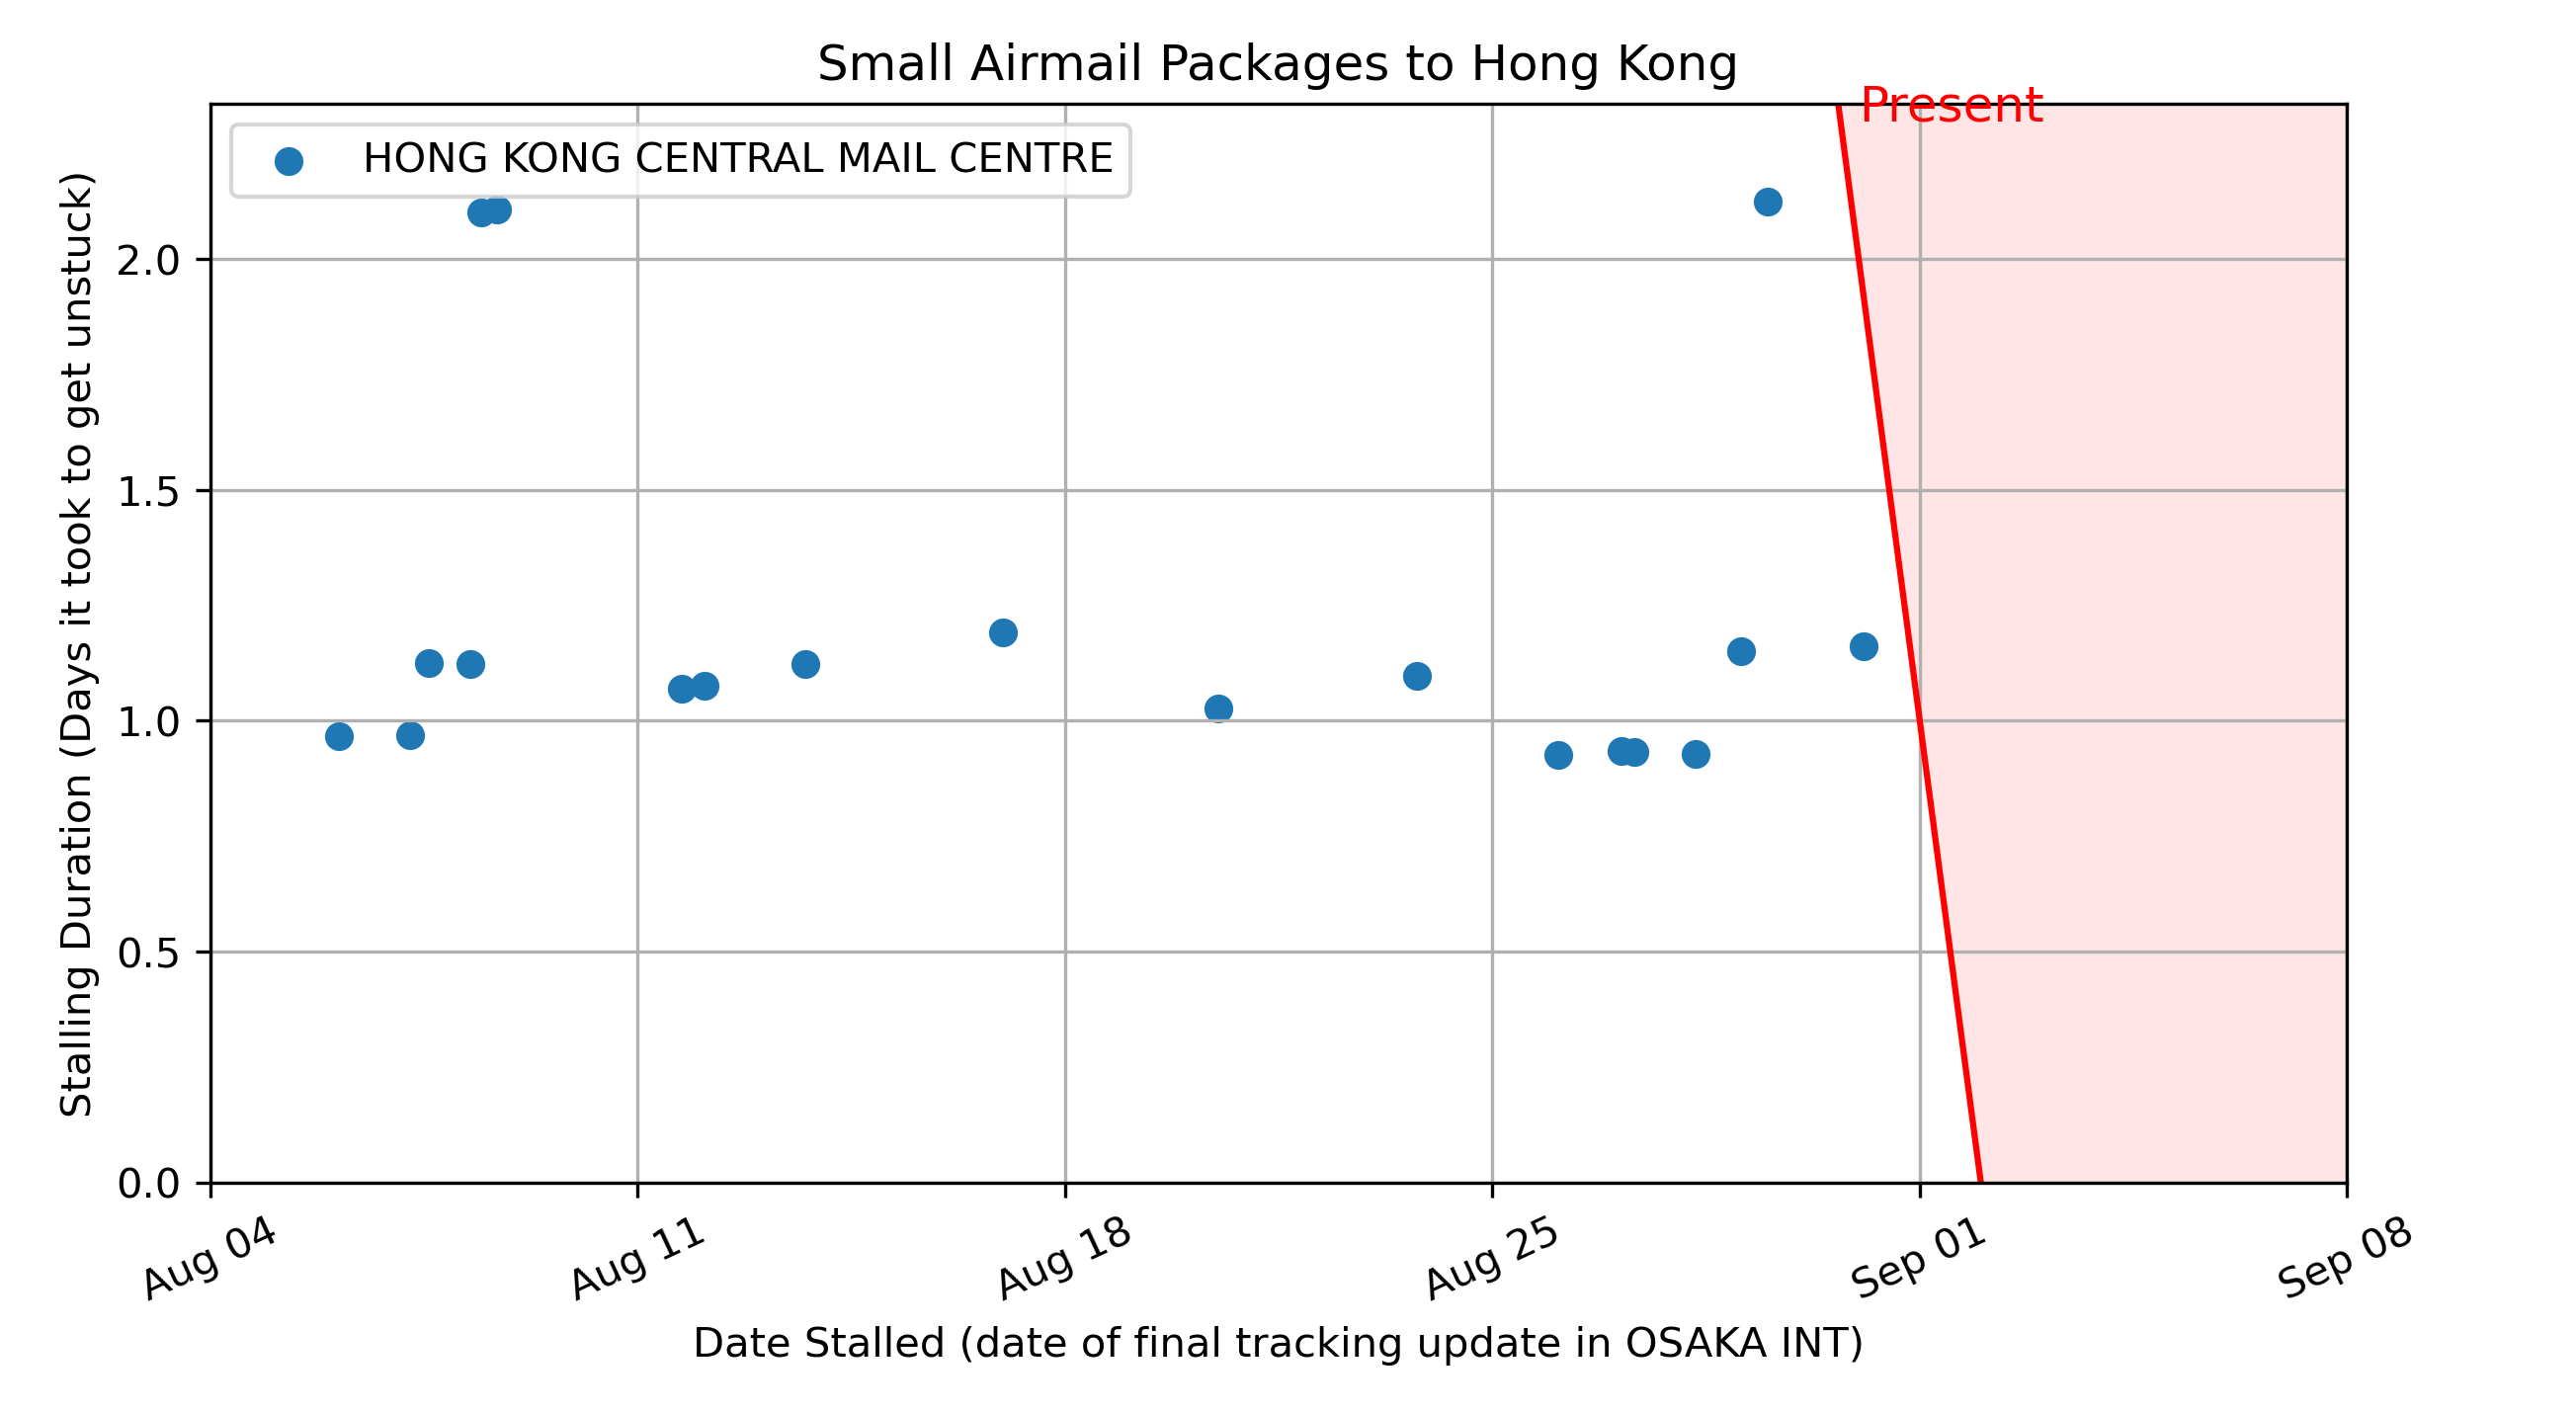 Small Airmail Packages to Hong Kong
Present
HONG KONG CENTRAL MAIL CENTRE
Stalling Duration (Days it took to get unstuck)
2.0
1.5
1.0
0.5
0.0
Aug 04
Aug 11
Aug 18
Aug 25
Sep 01
Sep 08
Date Stalled (date of final tracking update in OSAKA INT)